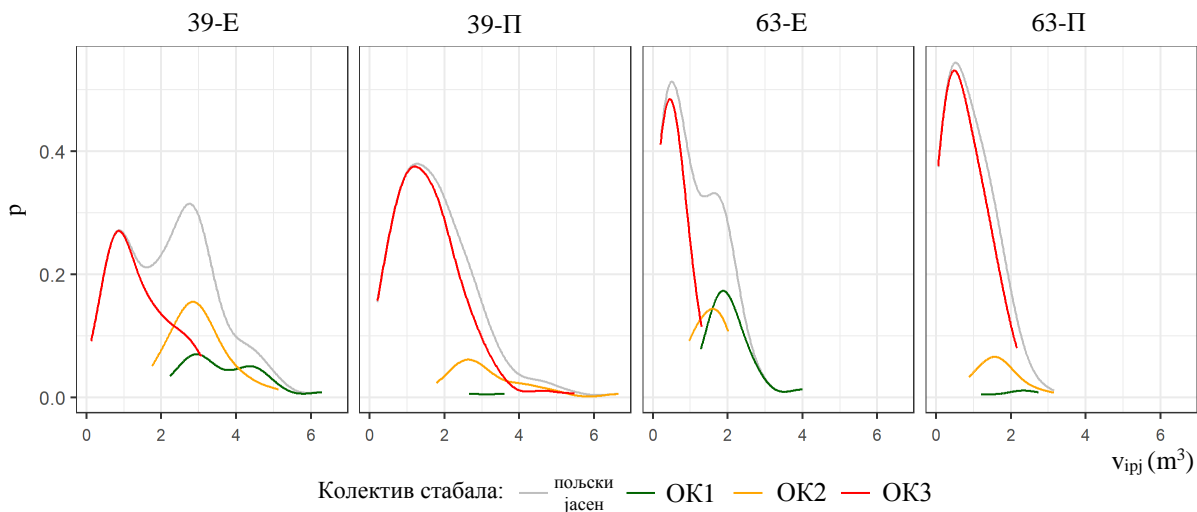 39-Е 39-П 63-Е 63-П
p
0.4
0.2
0.0
0 2 4 6 0 2 4 6 0 2 4 6 0 2 4 6
vipj (m³)
Колектив стабала: пољски јасен ОК1 ОК2 ОК3